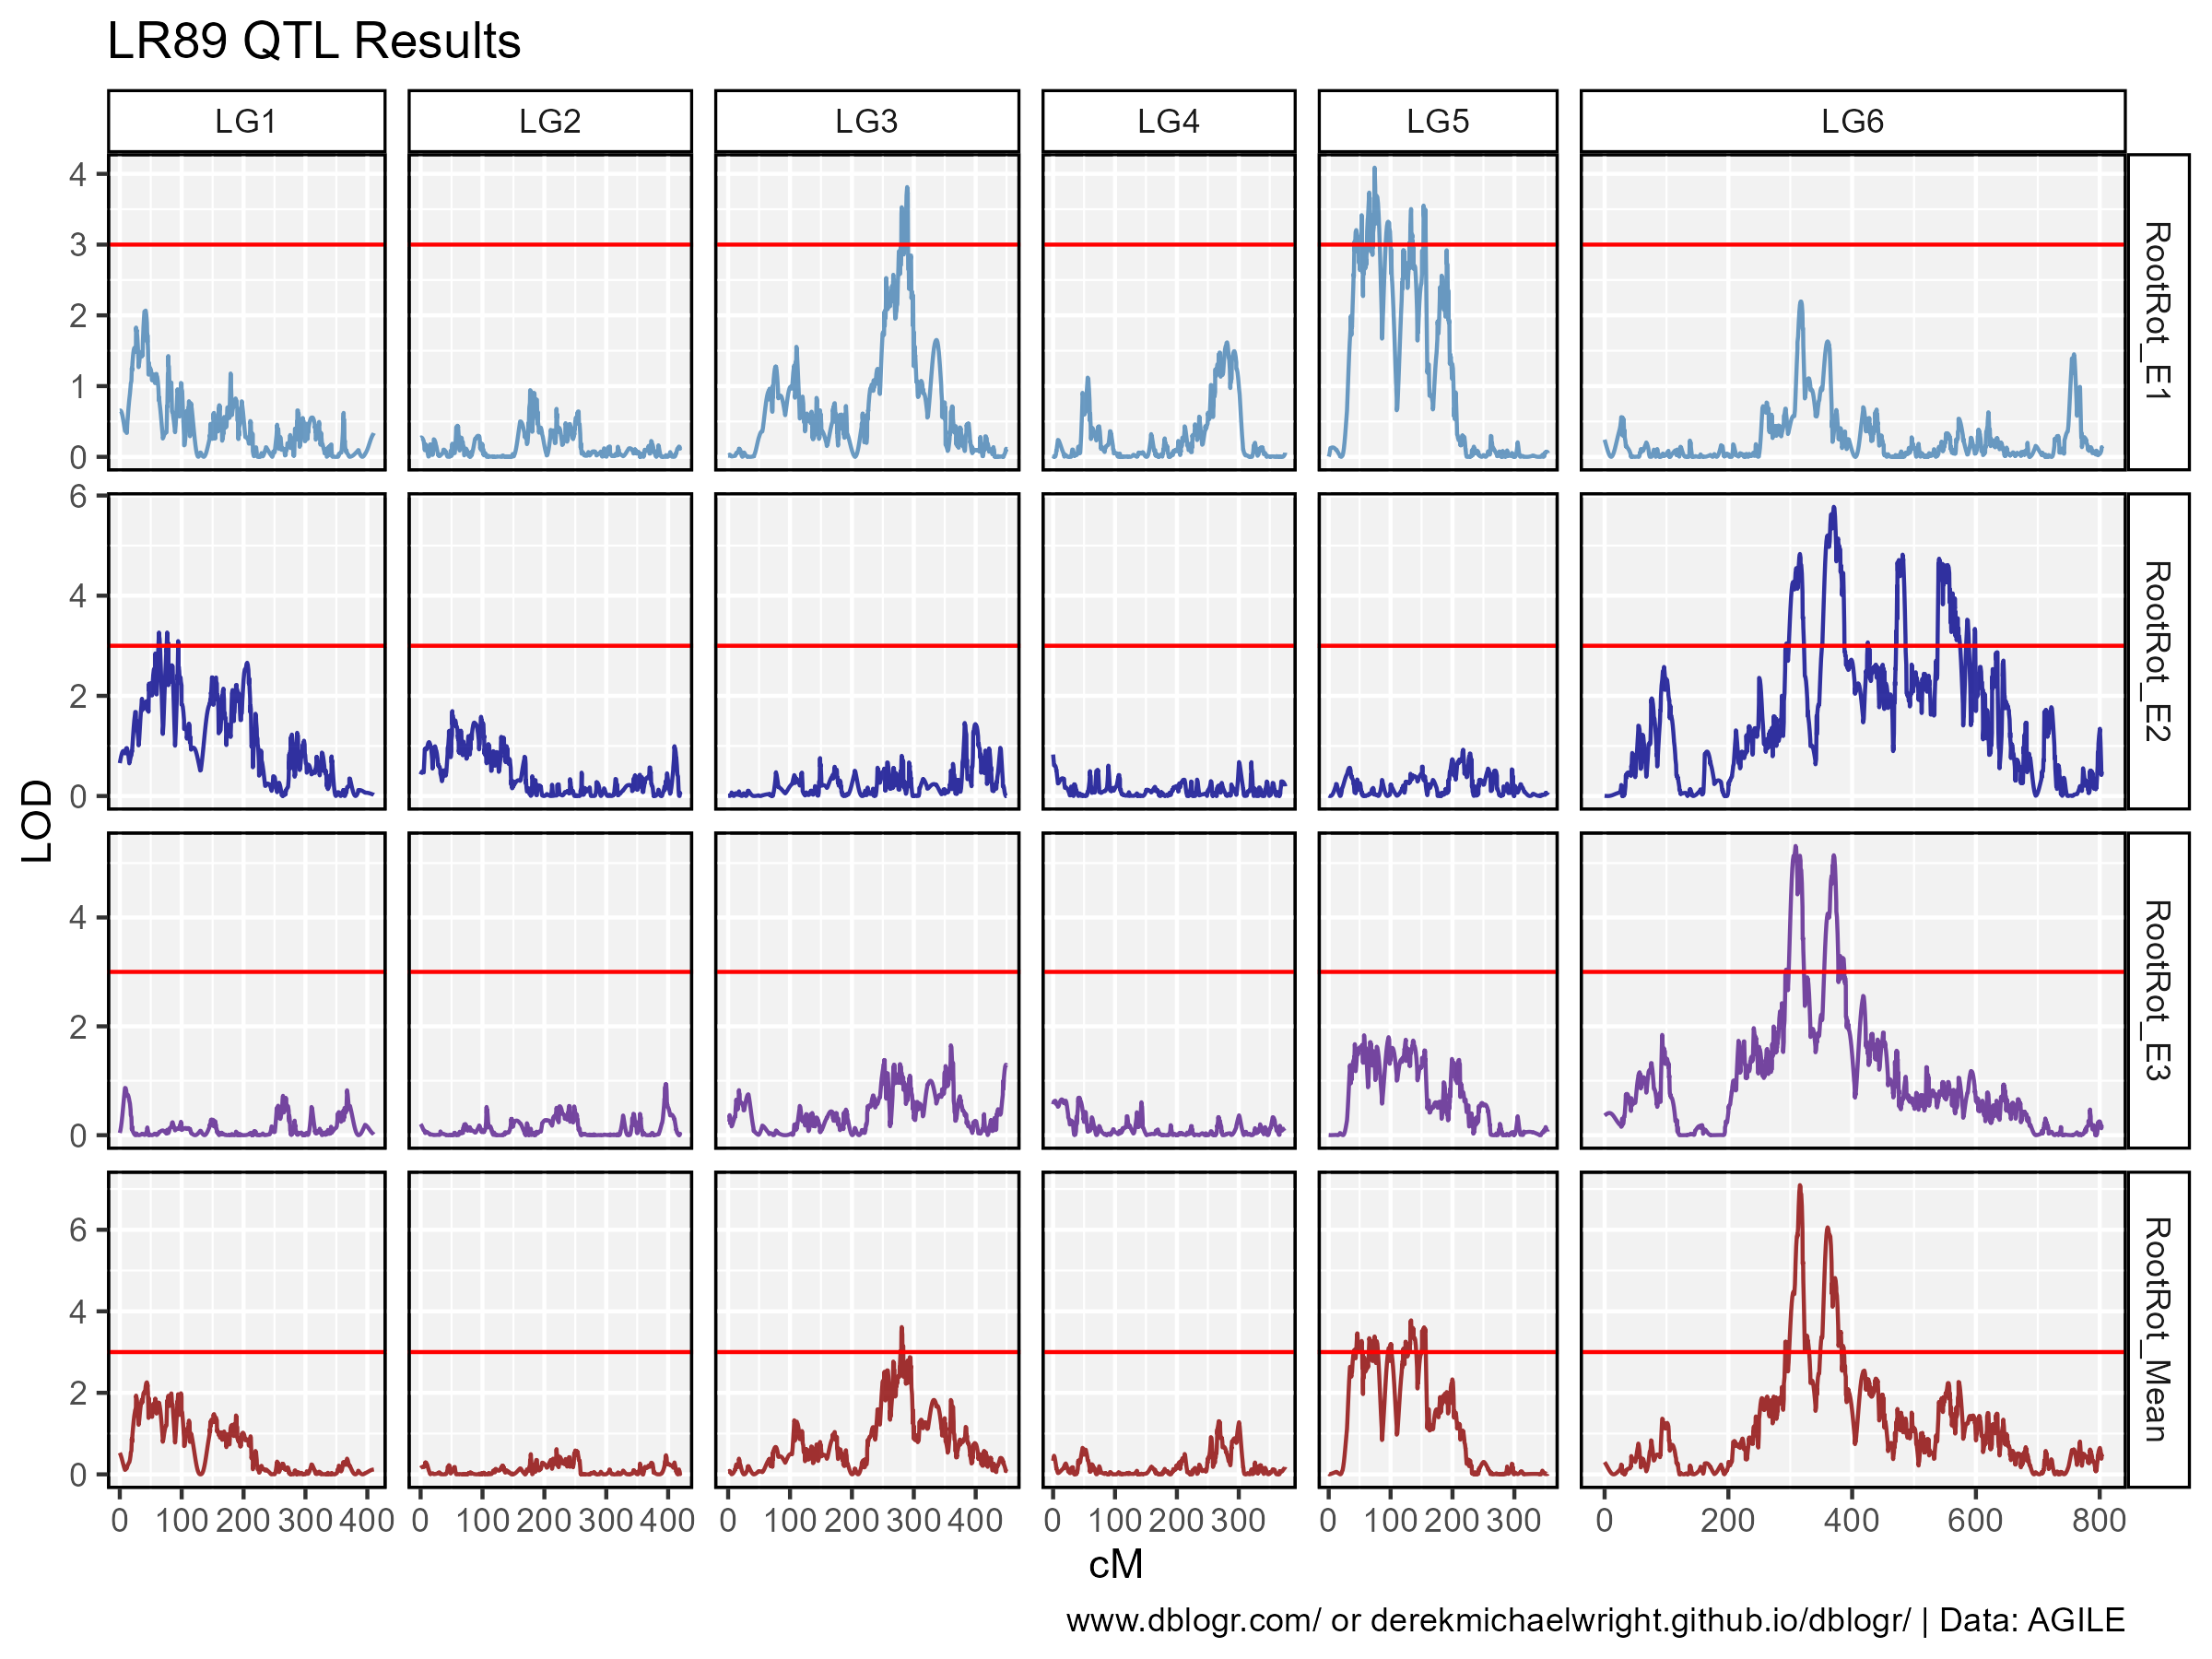 LR89 QTL Results
LG1 LG2 LG3 LG4 LG5 LG6
4
3
2
1
0
RootRot_E1
6
4
2
0
RootRot_E2
4
2
0
RootRot_E3
6
4
2
0
RootRot_Mean
LOD
0 100 200 300 400 0 100 200 300 400 0 100 200 300 400 0 100 200 300 0 100 200 300 0 200 400 600 800
cM
www.dblogr.com/ or derekmichaelwright.github.io/dblogr/ | Data: AGILE